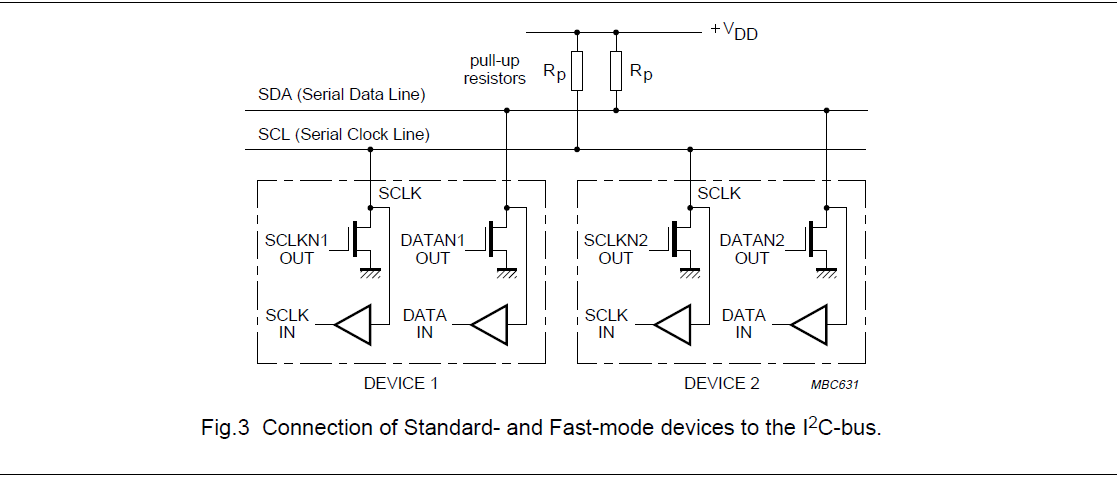 +VDD
pull-up
resistors
Rp
Rp
SDA (Serial Data Line)
SCL (Serial Clock Line)
SCLK
SCLK
SCLKN1
OUT
DATAN1
OUT
SCLKN2
OUT
DATAN2
OUT
SCLK
IN
DATA
IN
SCLK
IN
DATA
IN
DEVICE 1
DEVICE 2
MBC631
Fig.3 Connection of Standard- and Fast-mode devices to the I2C-bus.